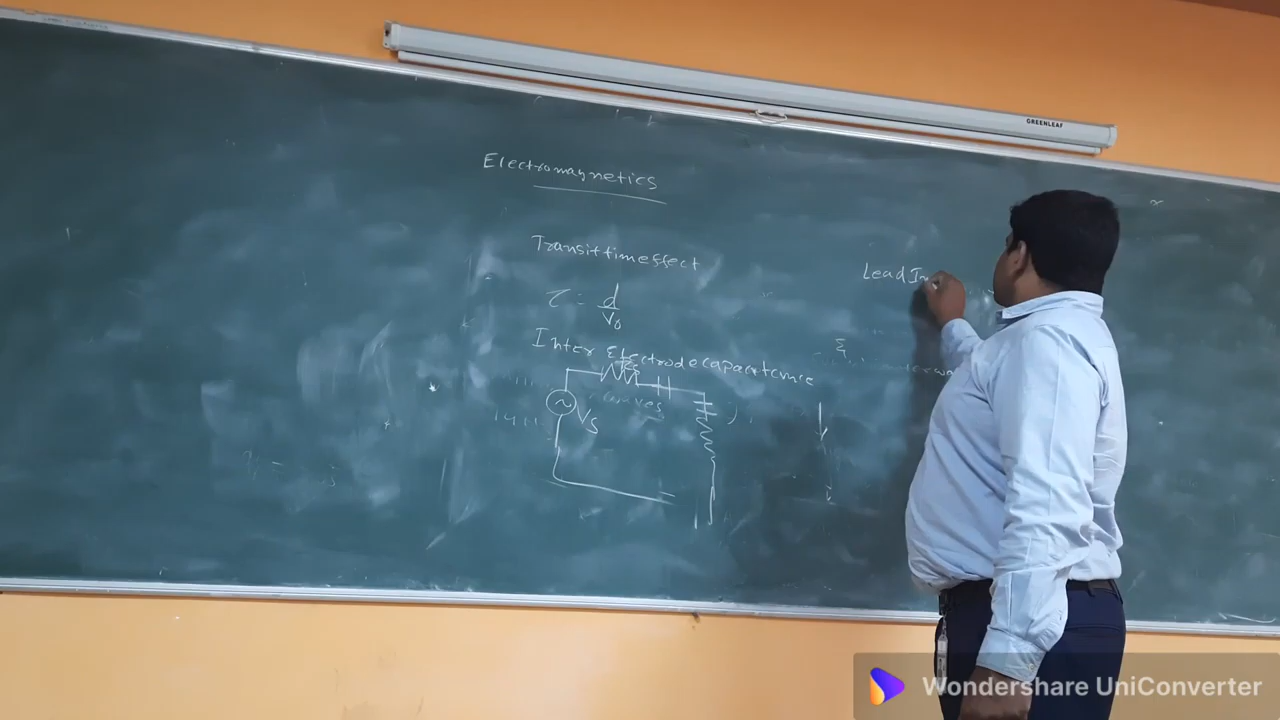 GREENLEAF
Electromagnetics
Transittimeeffect
τ = d
V₀
Lead In
Inter Electrodecapacitance
Vs
Wondershare UniConverter